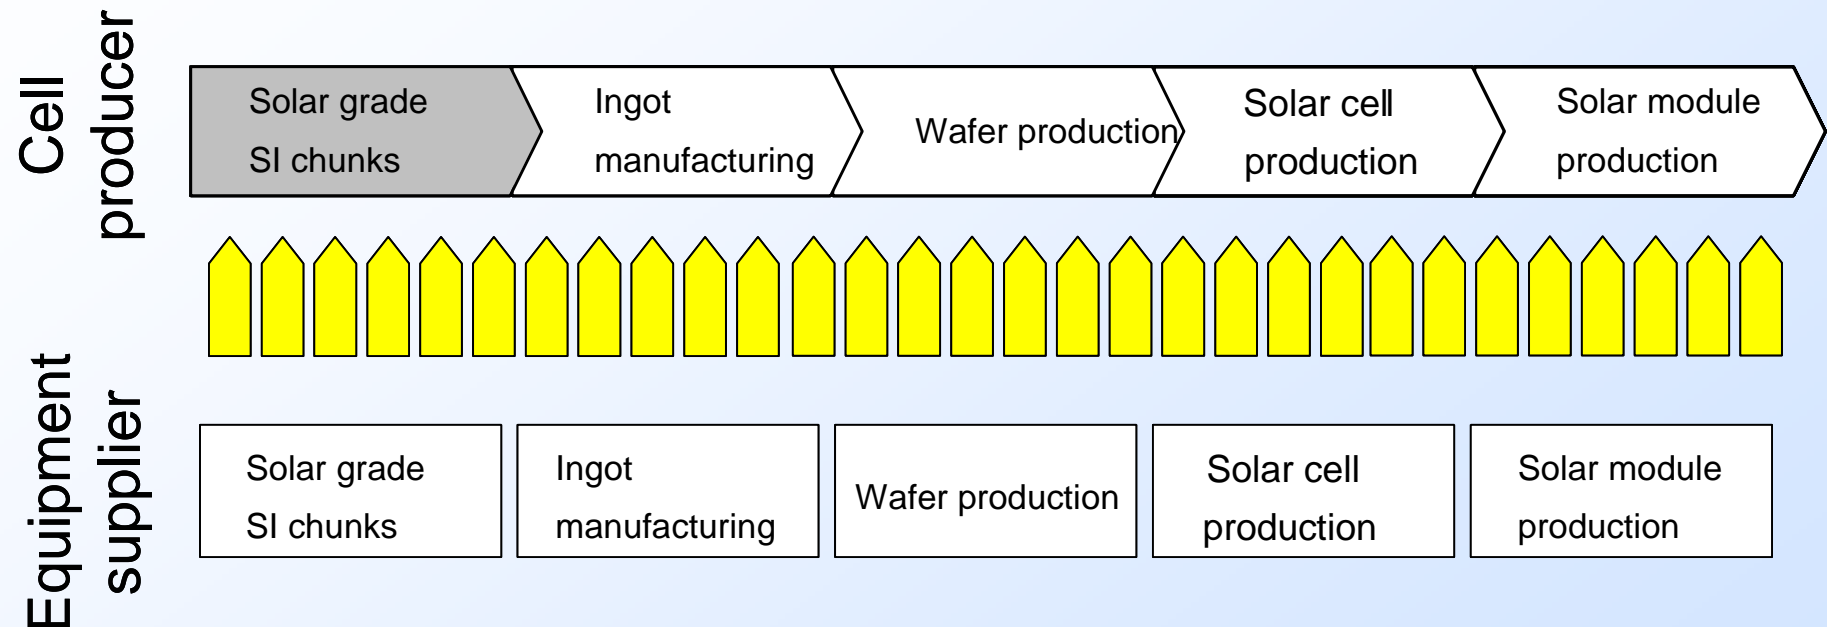 Cell
producer
Solar grade
SI chunks
Ingot
manufacturing
Wafer production
Solar cell
production
Solar module
production
Equipment
supplier
Solar grade
SI chunks
Ingot
manufacturing
Wafer production
Solar cell
production
Solar module
production